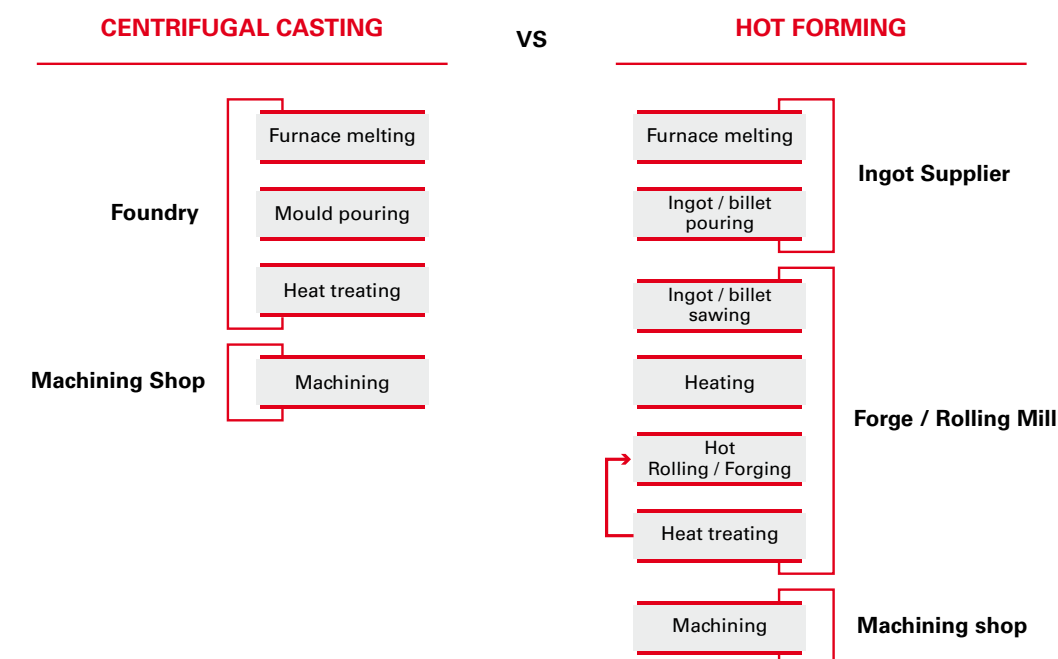 CENTRIFUGAL CASTING
VS
HOT FORMING
Foundry
Furnace melting
Mould pouring
Heat treating
Machining Shop
Machining
Furnace melting
Ingot / billet
pouring
Ingot Supplier
Ingot / billet
sawing
Heating
Hot
Rolling / Forging
Heat treating
Forge / Rolling Mill
Machining
Machining shop